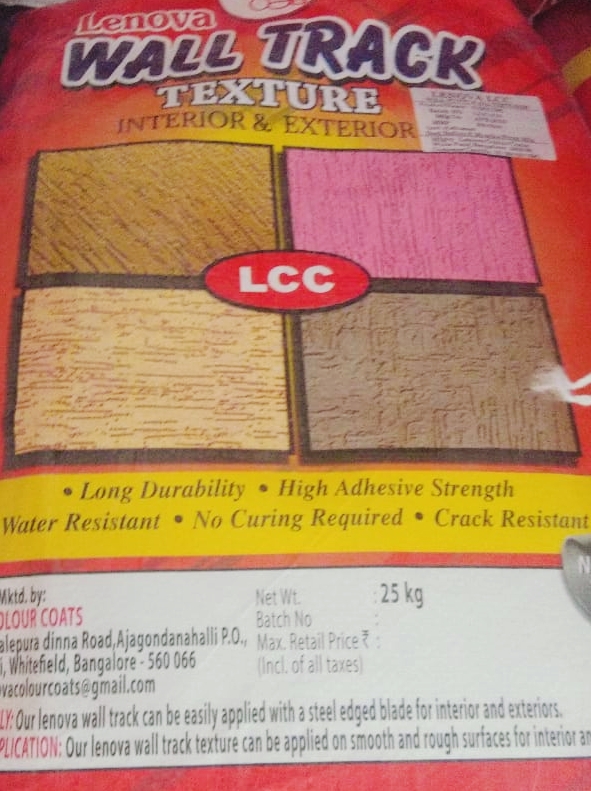 Lenova
WALL TRACK
TEXTURE
INTERIOR & EXTERIOR
LENOVA LCC
LCC
• Long Durability • High Adhesive Strength
Water Resistant • No Curing Required • Crack Resistant
Mktd. by:
OLOUR COATS
alepura dinna Road,Ajagondanahalli P.O.,
i, Whitefield, Bangalore - 560 066
vacolourcoats@gmail.com
Net Wt. : 25 kg
Batch No :
Max. Retail Price ₹ :
(Incl. of all taxes)
LY: Our lenova wall track can be easily applied with a steel edged blade for interior and exteriors.
PLICATION: Our lenova wall track texture can be applied on smooth and rough surfaces for interior an